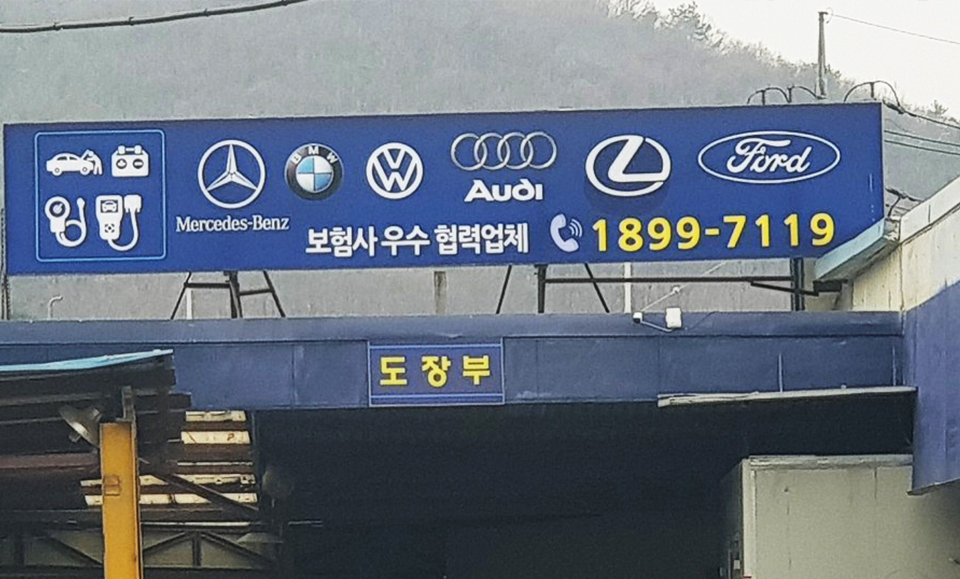 BMW
Audi
Ford
Mercedes-Benz
보험사 우수 협력업체 1899-7119
도장부